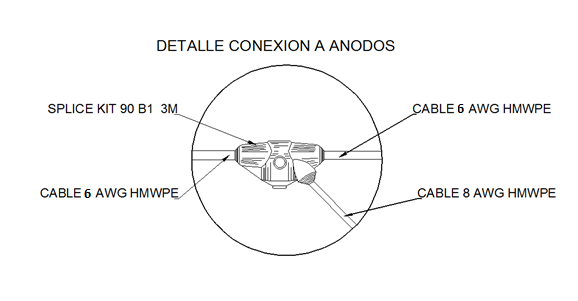 DETALLE CONEXION A ANODOS
SPLICE KIT 90 B1 3M
CABLE 6 AWG HMWPE
CABLE 6 AWG HMWPE
CABLE 8 AWG HMWPE